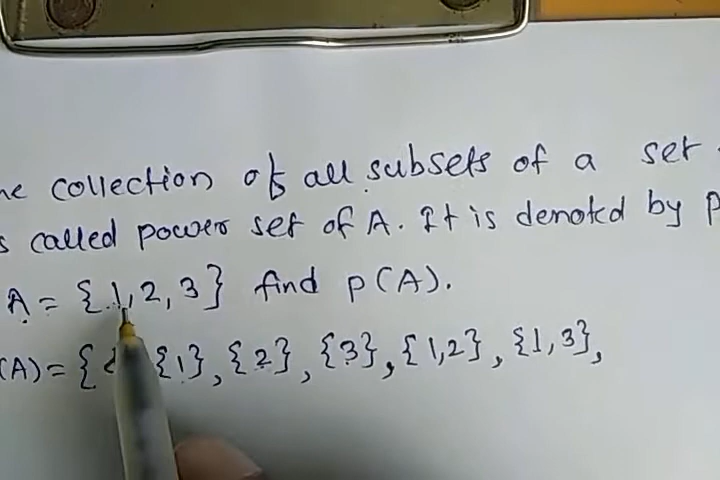 ne collection of all subsets of a set
s called power set of A. It is denoted by p
A = {1, 2, 3} find p(A).
(A) = { {1}, {2}, {3}, {1,2}, {1,3},